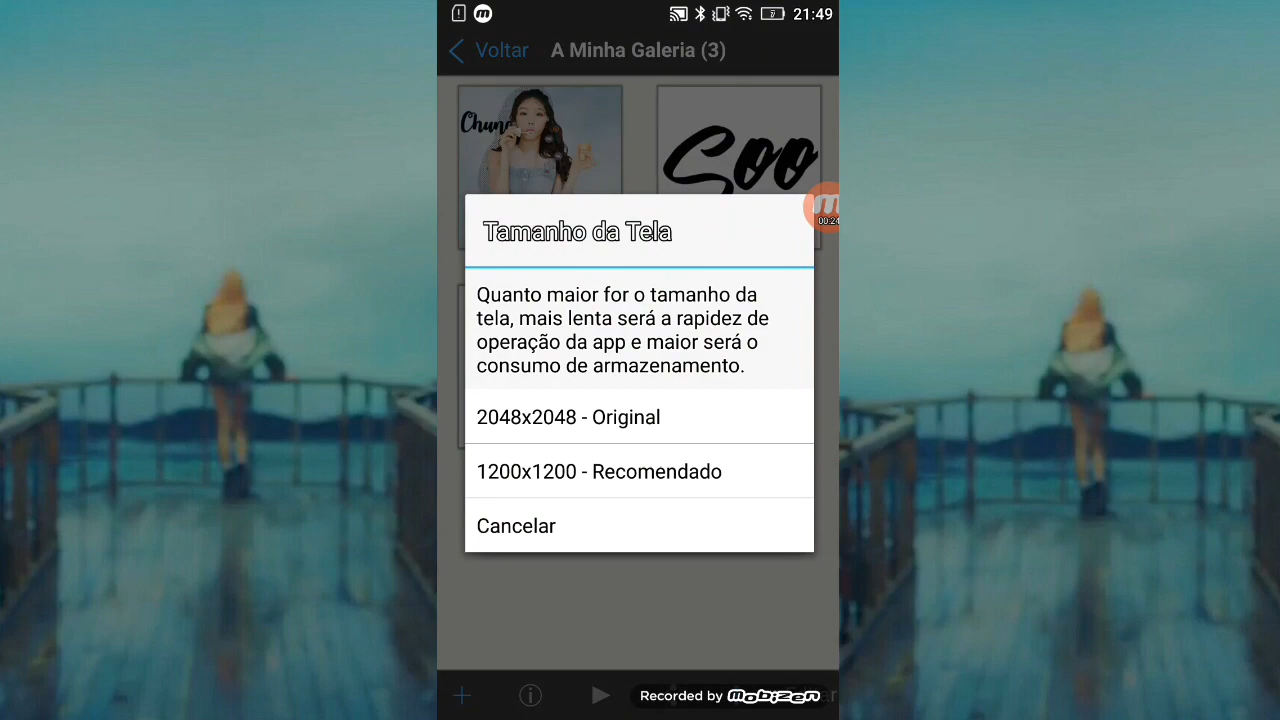 21:49
Voltar A Minha Galeria (3)
Chung
Soo
00:24
Tamanho da Tela
Quanto maior for o tamanho da
tela, mais lenta será a rapidez de
operação da app e maior será o
consumo de armazenamento.
2048x2048 - Original
1200x1200 - Recomendado
Cancelar
Recorded by Mobizen